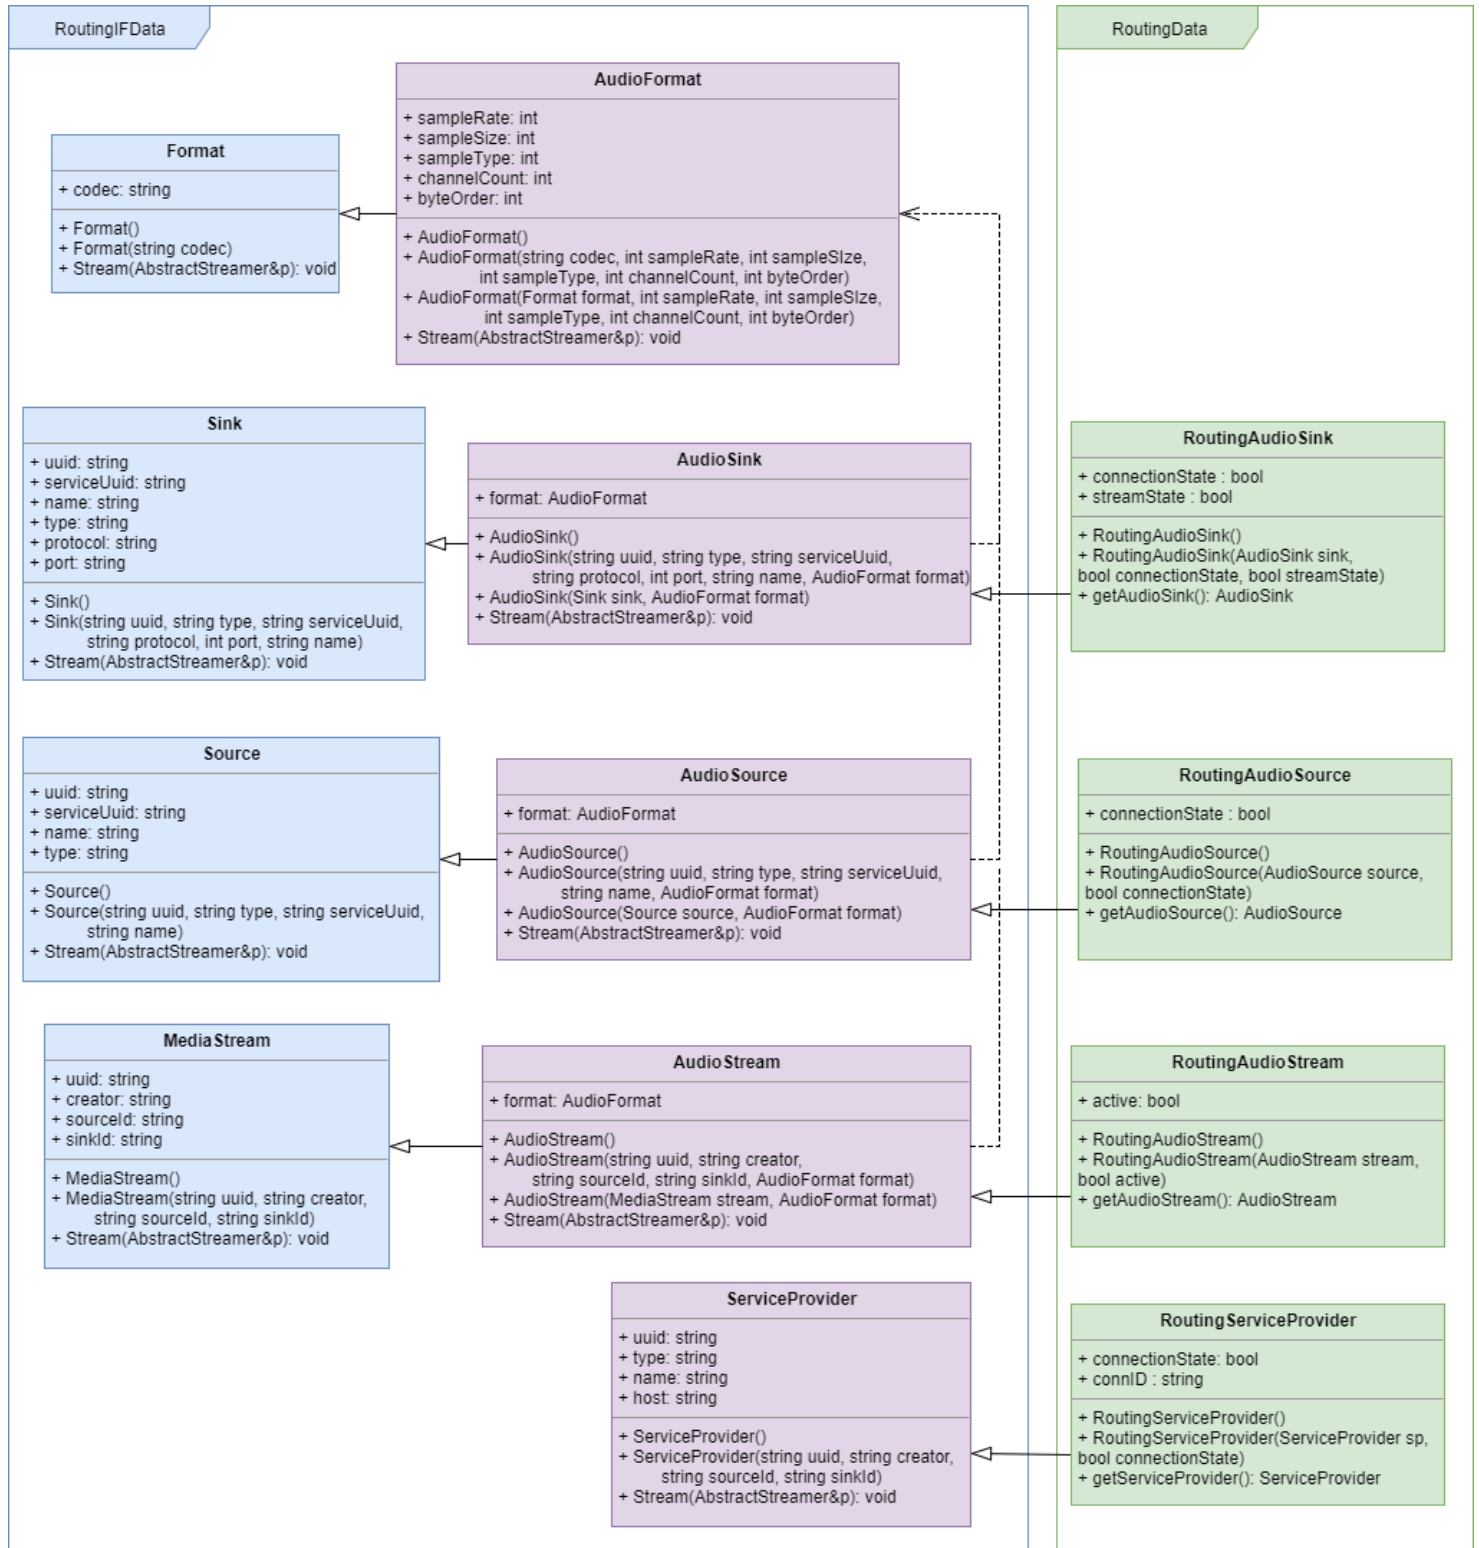 RoutingIFData
RoutingData
AudioFormat
+ sampleRate: int
+ sampleSize: int
+ sampleType: int
+ channelCount: int
+ byteOrder: int
+ AudioFormat()
+ AudioFormat(string codec, int sampleRate, int sampleSIze,
int sampleType, int channelCount, int byteOrder)
+ AudioFormat(Format format, int sampleRate, int sampleSIze,
int sampleType, int channelCount, int byteOrder)
+ Stream(AbstractStreamer&p): void
Format
+ codec: string
+ Format()
+ Format(string codec)
+ Stream(AbstractStreamer&p): void
Sink
+ uuid: string
+ serviceUuid: string
+ name: string
+ type: string
+ protocol: string
+ port: string
+ Sink()
+ Sink(string uuid, string type, string serviceUuid,
string protocol, int port, string name)
+ Stream(AbstractStreamer&p): void
AudioSink
+ format: AudioFormat
+ AudioSink()
+ AudioSink(string uuid, string type, string serviceUuid,
string protocol, int port, string name, AudioFormat format)
+ AudioSink(Sink sink, AudioFormat format)
+ Stream(AbstractStreamer&p): void
RoutingAudioSink
+ connectionState : bool
+ streamState : bool
+ RoutingAudioSink()
+ RoutingAudioSink(AudioSink sink,
bool connectionState, bool streamState)
+ getAudioSink(): AudioSink
Source
+ uuid: string
+ serviceUuid: string
+ name: string
+ type: string
+ Source()
+ Source(string uuid, string type, string serviceUuid,
string name)
+ Stream(AbstractStreamer&p): void
AudioSource
+ format: AudioFormat
+ AudioSource()
+ AudioSource(string uuid, string type, string serviceUuid,
string name, AudioFormat format)
+ AudioSource(Source source, AudioFormat format)
+ Stream(AbstractStreamer&p): void
RoutingAudioSource
+ connectionState : bool
+ RoutingAudioSource()
+ RoutingAudioSource(AudioSource source,
bool connectionState)
+ getAudioSource(): AudioSource
MediaStream
+ uuid: string
+ creator: string
+ sourceId: string
+ sinkId: string
+ MediaStream()
+ MediaStream(string uuid, string creator,
string sourceId, string sinkId)
+ Stream(AbstractStreamer&p): void
AudioStream
+ format: AudioFormat
+ AudioStream()
+ AudioStream(string uuid, string creator,
string sourceId, string sinkId, AudioFormat format)
+ AudioStream(MediaStream stream, AudioFormat format)
+ Stream(AbstractStreamer&p): void
RoutingAudioStream
+ active: bool
+ RoutingAudioStream()
+ RoutingAudioStream(AudioStream stream,
bool active)
+ getAudioStream(): AudioStream
ServiceProvider
+ uuid: string
+ type: string
+ name: string
+ host: string
+ ServiceProvider()
+ ServiceProvider(string uuid, string creator,
string sourceId, string sinkId)
+ Stream(AbstractStreamer&p): void
RoutingServiceProvider
+ connectionState: bool
+ connID : string
+ RoutingServiceProvider()
+ RoutingServiceProvider(ServiceProvider sp,
bool connectionState)
+ getServiceProvider(): ServiceProvider